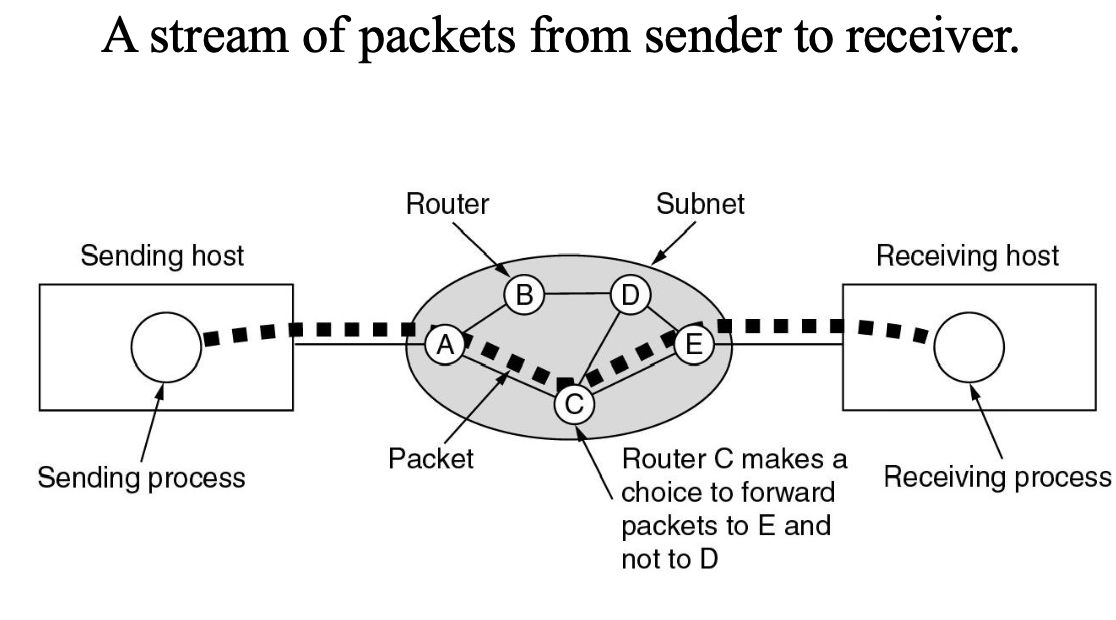 A stream of packets from sender to receiver.
Router
Subnet
Sending host
Receiving host
B
D
A
E
C
Packet
Router C makes a
choice to forward
packets to E and
not to D
Sending process
Receiving process